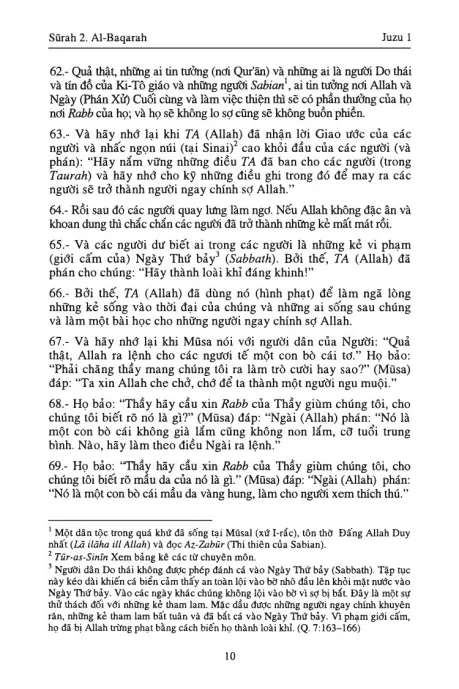 Sūrah 2. Al-Baqarah Juzu 1
62.- Quả thật, những ai tin tưởng (nơi Qur'ān) và những ai là người Do thái
và tín đồ của Ki-Tô giáo và những người Sabian¹, ai tin tưởng nơi Allah và
Ngày (Phán Xử) Cuối cùng và làm việc thiện thì sẽ có phần thưởng của họ
nơi Rabb của họ; và họ sẽ không lo sợ cũng sẽ không buồn phiền.
63.- Và hãy nhớ lại khi TA (Allah) đã nhận lời Giao ước của các
người và nhấc ngọn núi (tại Sinai)² cao khỏi đầu của các người (và
phán): “Hãy nắm vững những điều TA đã ban cho các người (trong
Taurah) và hãy nhớ cho kỹ những điều ghi trong đó để may ra các
người sẽ trở thành người ngay chính sợ Allah.”
64.- Rồi sau đó các người quay lưng làm ngơ. Nếu Allah không đặc ân và
khoan dung thì chắc chắn các người đã trở thành những kẻ mất mát rồi.
65.- Và các người dư biết ai trong các người là những kẻ vi phạm
(giới cấm của) Ngày Thứ bảy³ (Sabbath). Bởi thế, TA (Allah) đã
phán cho chúng: “Hãy thành loài khỉ đáng khinh!”
66.- Bởi thế, TA (Allah) đã dùng nó (hình phạt) để làm ngã lòng
những kẻ sống vào thời đại của chúng và những ai sống sau chúng
và làm một bài học cho những người ngay chính sợ Allah.
67.- Và hãy nhớ lại khi Mūsa nói với người dân của Người: “Quả
thật, Allah ra lệnh cho các ngươi tế một con bò cái tơ.” Họ bảo:
“Phải chăng thầy mang chúng tôi ra làm trò cười hay sao?” (Mūsa)
đáp: “Ta xin Allah che chở, chớ để ta thành một người ngu muội.”
68.- Họ bảo: “Thầy hãy cầu xin Rabb của Thầy giùm chúng tôi, cho
chúng tôi biết rõ nó là gì?” (Mūsa) đáp: “Ngài (Allah) phán: “Nó là
một con bò cái không già lắm cũng không non lắm, cỡ tuổi trung
bình. Nào, hãy làm theo điều Ngài ra lệnh.”
69.- Họ bảo: “Thầy hãy cầu xin Rabb của Thầy giùm chúng tôi, cho
chúng tôi biết rõ mầu da của nó là gì.” (Mūsa) đáp: “Ngài (Allah) phán:
“Nó là một con bò cái mầu da vàng hung, làm cho người xem thích thú.”
¹ Một dân tộc trong quá khứ đã sống tại Mūsal (xứ I-rắc), tôn thờ Đấng Allah Duy
nhất (Lā ilāha ill Allah) và đọc Az-Zabūr (Thi thiên của Sabian).
² Tūr-as-Sinīn Xem bảng kê các từ chuyên môn.
³ Người dân Do thái không được phép đánh cá vào Ngày Thứ bảy (Sabbath). Tập tục
này kéo dài khiến cá biển cảm thấy an toàn lội vào bờ nhô đầu lên khỏi mặt nước vào
Ngày Thứ bảy. Vào các ngày khác chúng không lội vào bờ vì sợ bị bắt. Đây là một sự
thử thách đối với những kẻ tham lam. Mặc dầu được những người ngay chính khuyên
răn, những kẻ tham lam bất tuân và đã bắt cá vào Ngày Thứ bảy. Vì phạm giới cấm,
họ đã bị Allah trừng phạt bằng cách biến họ thành loài khỉ. (Q. 7:163–166)
10